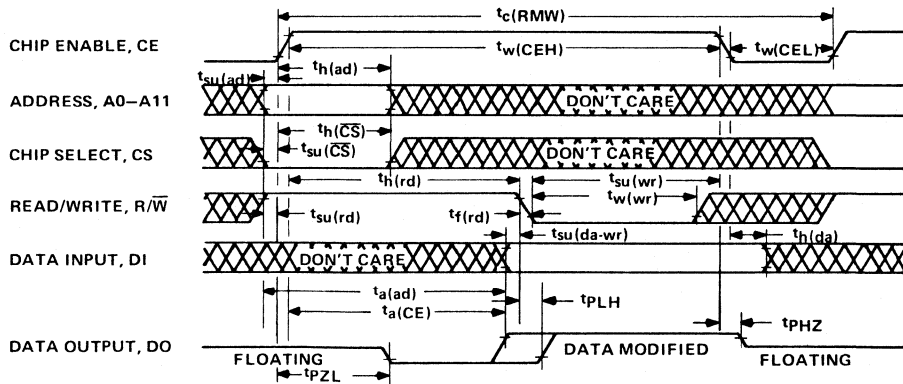 tc(RMW)
CHIP ENABLE, CE
tw(CEH)
tw(CEL)
tsu(ad)
th(ad)
ADDRESS, A0–A11
DON'T CARE
th(C̅S̅)
CHIP SELECT, CS
tsu(C̅S̅)
DON'T CARE
th(rd)
tsu(wr)
tw(wr)
READ/WRITE, R/W̅
tsu(rd)
tf(rd)
tsu(da-wr)
th(da)
DATA INPUT, DI
DON'T CARE
ta(ad)
ta(CE)
tPLH
tPHZ
DATA OUTPUT, DO
FLOATING
DATA MODIFIED
FLOATING
tPZL